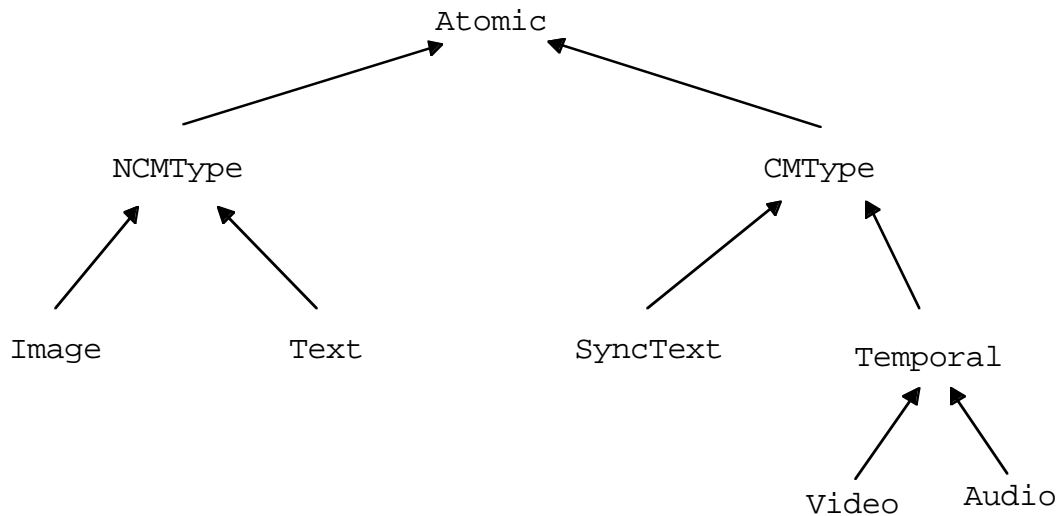 Atomic
NCMType
CMType
Image
Text
SyncText
Temporal
Video
Audio